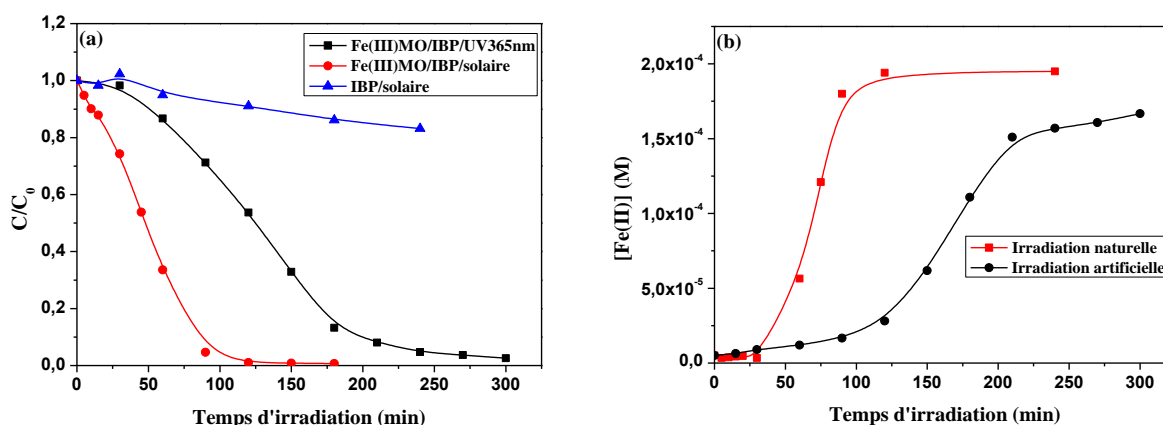 (a)
1,2
1,0
0,8
0,6
0,4
0,2
0,0
C/C0
0
50
100
150
200
250
300
Temps d'irradiation (min)
Fe(III)MO/IBP/UV365nm
Fe(III)MO/IBP/solaire
IBP/solaire
(b)
2,0x10-4
1,5x10-4
1,0x10-4
5,0x10-5
0,0
[Fe(II)] (M)
0
50
100
150
200
250
300
Temps d'irradiation (min)
Irradiation naturelle
Irradiation artificielle